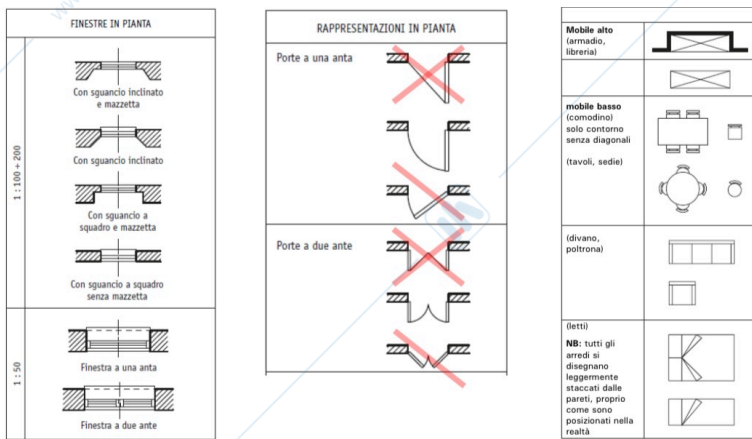 FINESTRE IN PIANTA
1:100 ÷ 200
Con sguancio inclinato
e mazzetta
Con sguancio inclinato
Con sguancio a
squadro e mazzetta
Con sguancio a squadro
senza mazzetta
1:50
Finestra a una anta
Finestra a due ante
RAPPRESENTAZIONI IN PIANTA
Porte a una anta
Porte a due ante
Mobile alto
(armadio,
libreria)
mobile basso
(comodino)
solo contorno
senza diagonali
(tavoli, sedie)
(divano,
poltrona)
(letti)
NB: tutti gli
arredi si
disegnano
leggermente
staccati dalle
pareti, proprio
come sono
posizionati nella
realtà